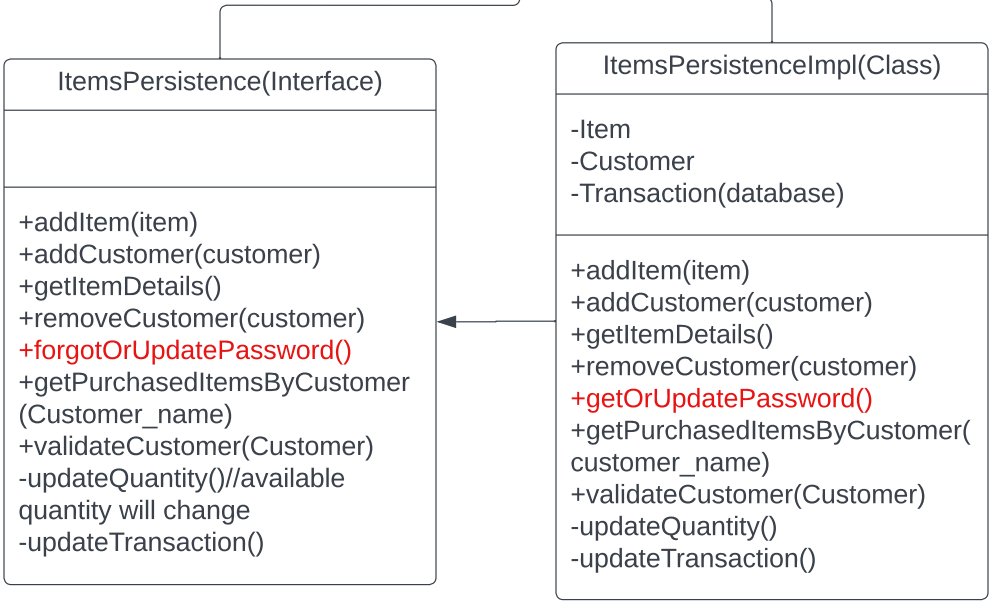 ItemsPersistence(Interface)
+addItem(item)
+addCustomer(customer)
+getItemDetails()
+removeCustomer(customer)
+forgotOrUpdatePassword()
+getPurchasedItemsByCustomer
(Customer_name)
+validateCustomer(Customer)
-updateQuantity()//available
quantity will change
-updateTransaction()
ItemsPersistenceImpl(Class)
-Item
-Customer
-Transaction(database)
+addItem(item)
+addCustomer(customer)
+getItemDetails()
+removeCustomer(customer)
+getOrUpdatePassword()
+getPurchasedItemsByCustomer(
customer_name)
+validateCustomer(Customer)
-updateQuantity()
-updateTransaction()